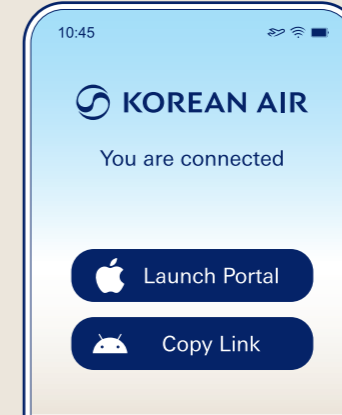 10:45
KOREAN AIR
You are connected
Launch Portal
Copy Link